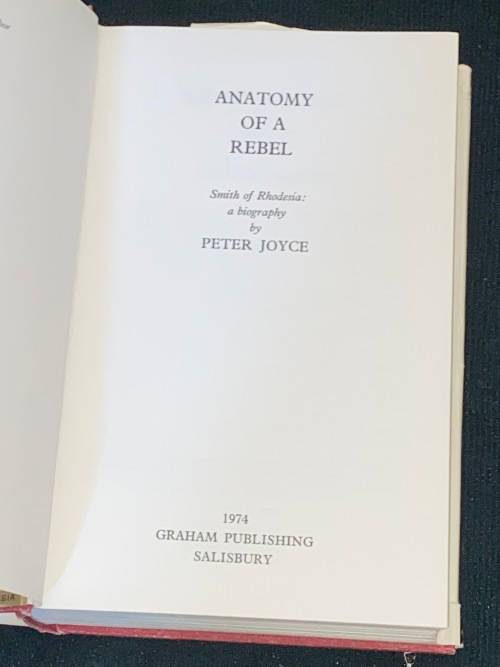 ANATOMY
OF A
REBEL
Smith of Rhodesia:
a biography
by
PETER JOYCE
1974
GRAHAM PUBLISHING
SALISBURY